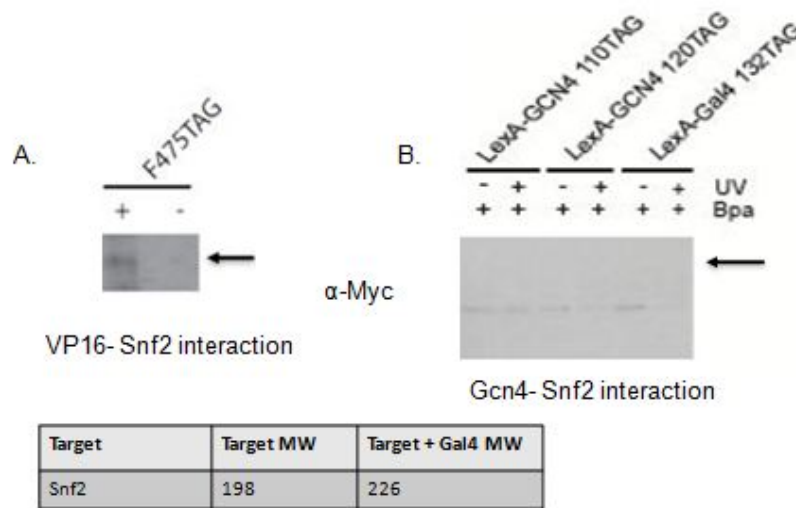 A.
F475TAG
+ -
VP16- Snf2 interaction
B.
LexA-GCN4 110TAG
LexA-GCN4 120TAG
LexA-Gal4 132TAG
- + - + - + UV
+ + + + + + Bpa
α-Myc
Gcn4- Snf2 interaction
Target Target MW Target + Gal4 MW
Snf2 198 226